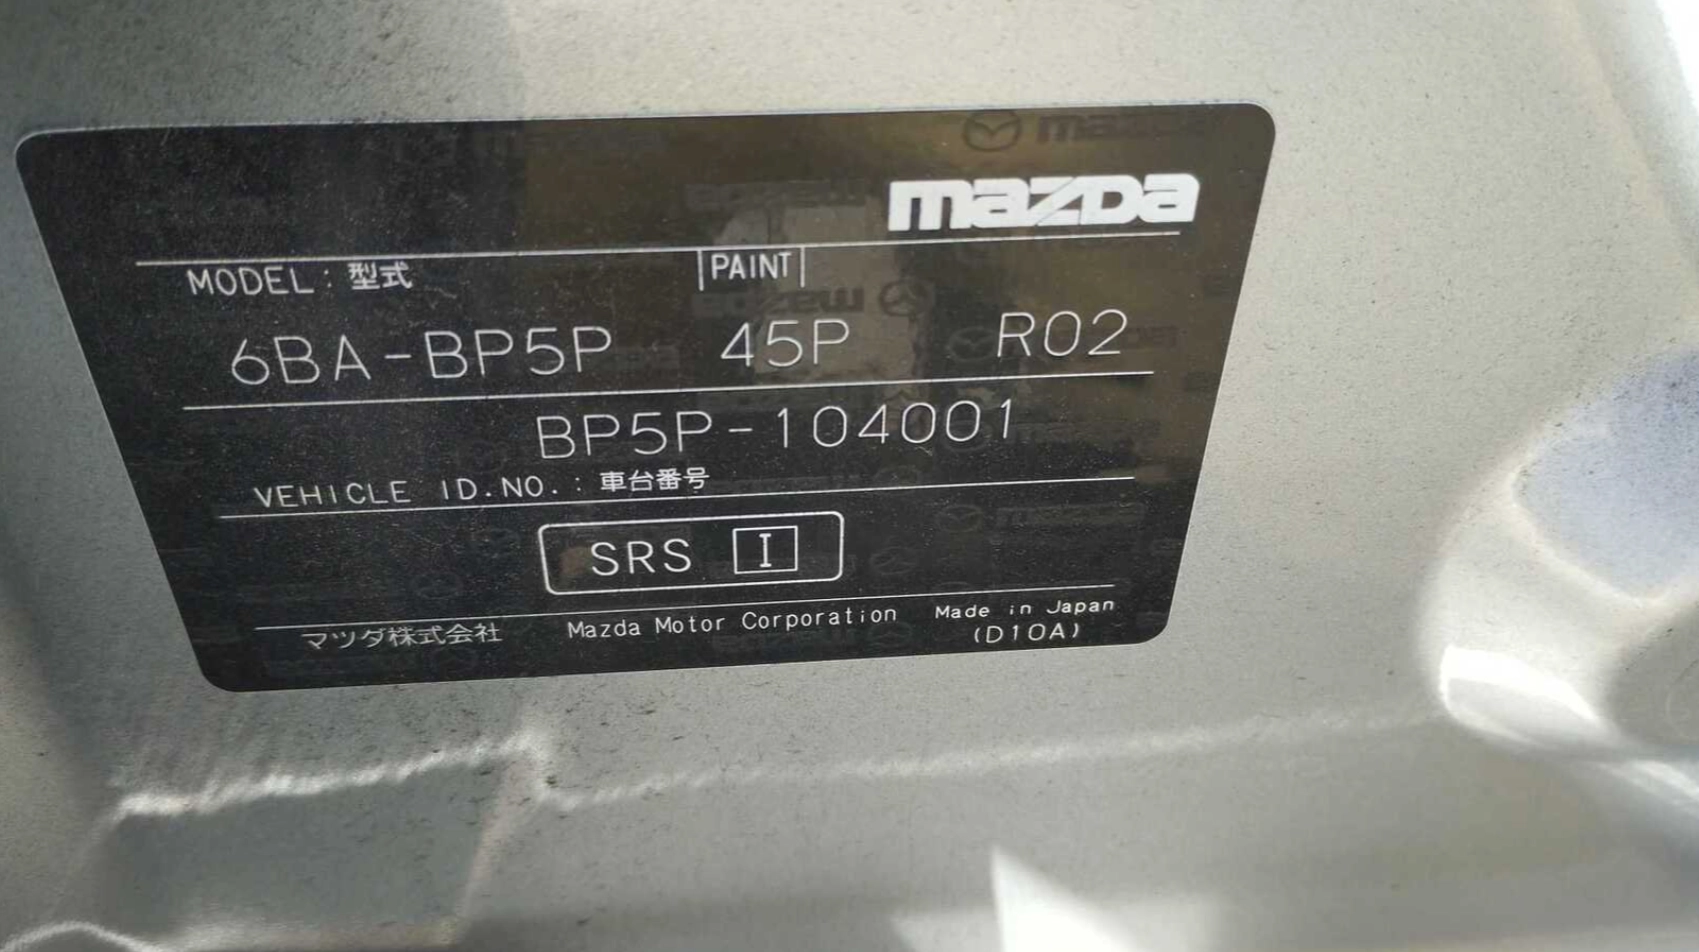 mazda
MODEL : 型式 PAINT
6BA-BP5P 45P R02
BP5P-104001
VEHICLE ID.NO. : 車台番号
SRS I
マツダ株式会社 Mazda Motor Corporation Made in Japan
(D10A)